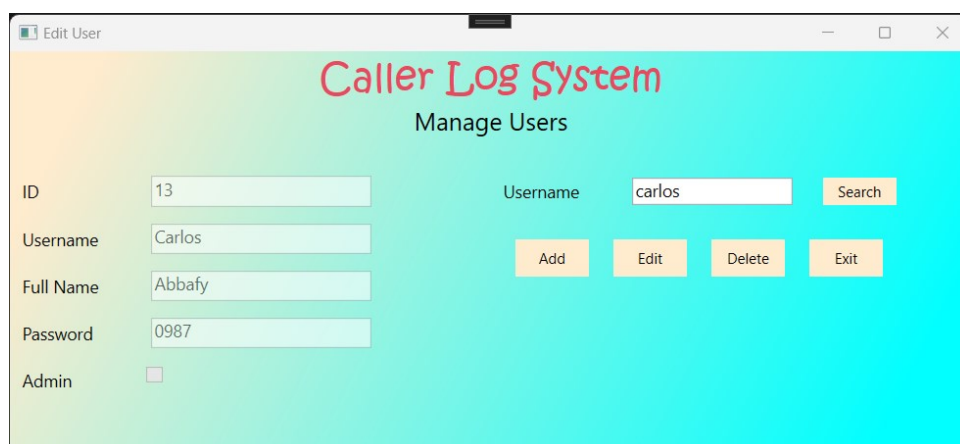 Edit User
Caller Log System
Manage Users
ID 13
Username Carlos
Full Name Abbafy
Password 0987
Admin
Username carlos Search
Add Edit Delete Exit